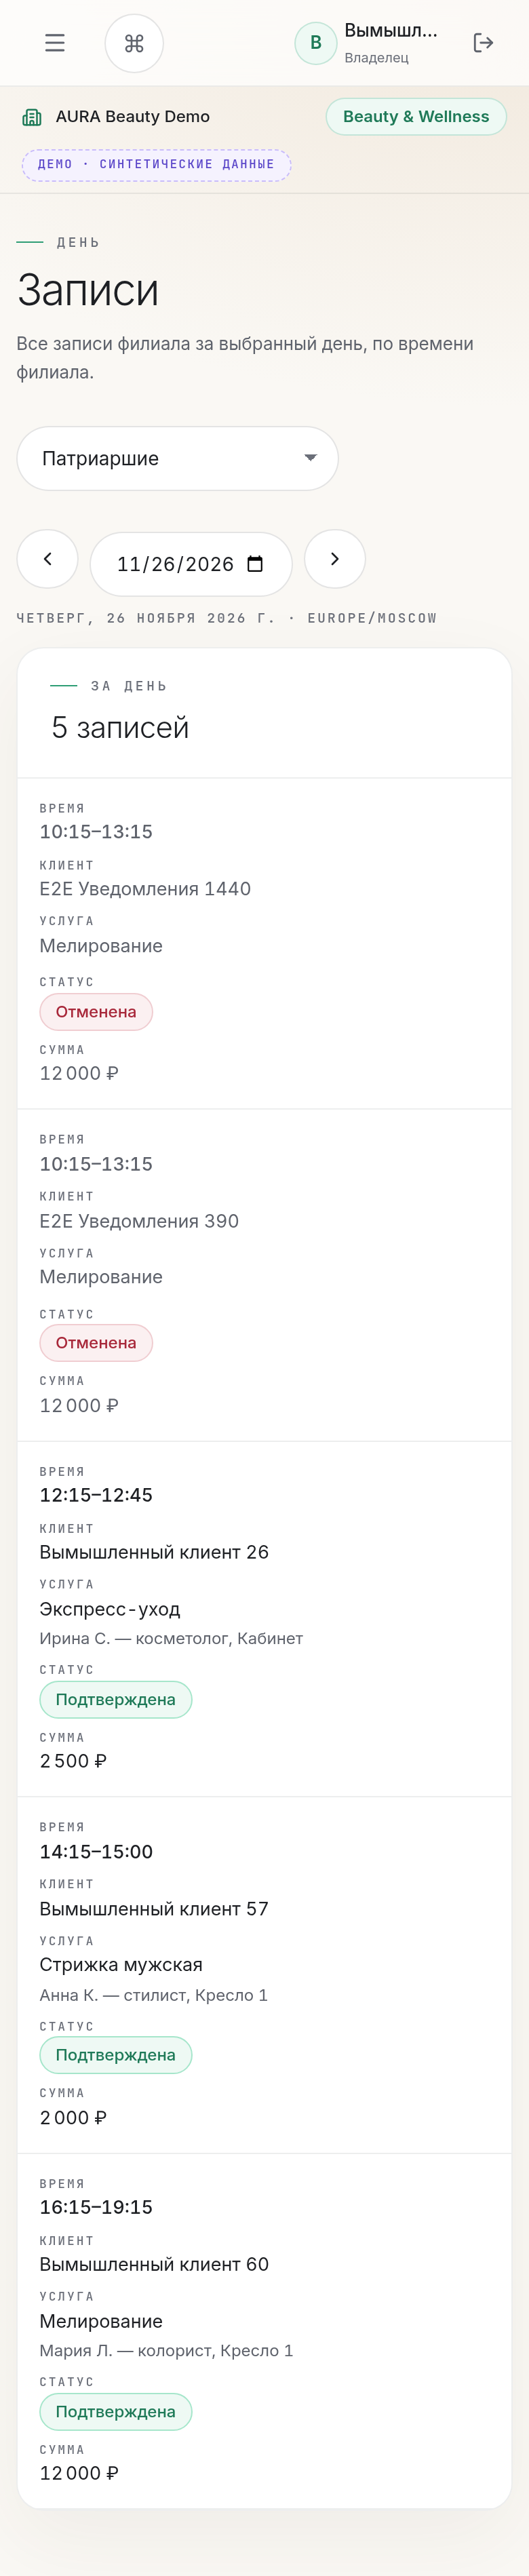 ⌘
В
Вымышл...
Владелец
AURA Beauty Demo
Beauty & Wellness
ДЕМО · СИНТЕТИЧЕСКИЕ ДАННЫЕ
ДЕНЬ
Записи
Все записи филиала за выбранный день, по времени
филиала.
Патриаршие
11/26/2026
ЧЕТВЕРГ, 26 НОЯБРЯ 2026 Г. · EUROPE/MOSCOW
ЗА ДЕНЬ
5 записей
ВРЕМЯ
10:15–13:15
КЛИЕНТ
E2E Уведомления 1440
УСЛУГА
Мелирование
СТАТУС
Отменена
СУММА
12 000 ₽
ВРЕМЯ
10:15–13:15
КЛИЕНТ
E2E Уведомления 390
УСЛУГА
Мелирование
СТАТУС
Отменена
СУММА
12 000 ₽
ВРЕМЯ
12:15–12:45
КЛИЕНТ
Вымышленный клиент 26
УСЛУГА
Экспресс-уход
Ирина С. — косметолог, Кабинет
СТАТУС
Подтверждена
СУММА
2 500 ₽
ВРЕМЯ
14:15–15:00
КЛИЕНТ
Вымышленный клиент 57
УСЛУГА
Стрижка мужская
Анна К. — стилист, Кресло 1
СТАТУС
Подтверждена
СУММА
2 000 ₽
ВРЕМЯ
16:15–19:15
КЛИЕНТ
Вымышленный клиент 60
УСЛУГА
Мелирование
Мария Л. — колорист, Кресло 1
СТАТУС
Подтверждена
СУММА
12 000 ₽